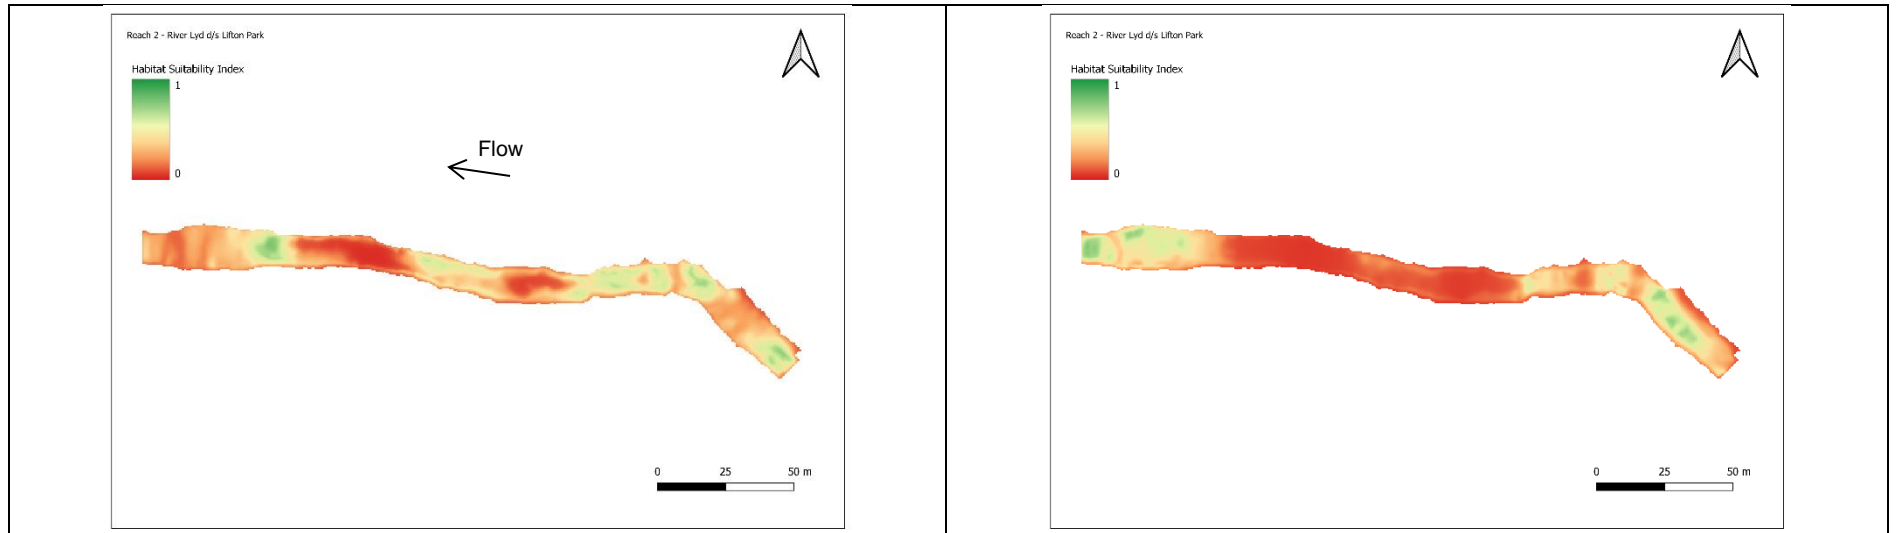 Reach 2 - River Lyd d/s Lifton Park
Habitat Suitability Index
1
0
Flow
0 25 50 m
Reach 2 - River Lyd d/s Lifton Park
Habitat Suitability Index
1
0
0 25 50 m